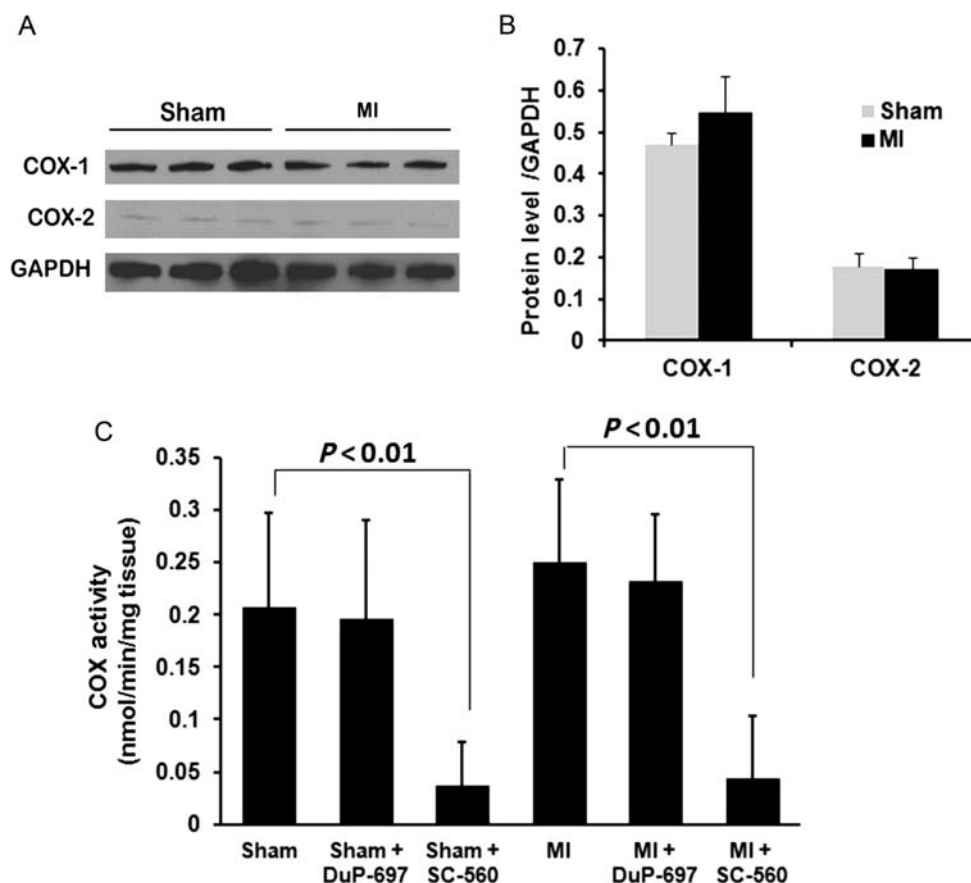 A
Sham MI
COX-1
COX-2
GAPDH
B
Protein level /GAPDH
0.7
0.6
0.5
0.4
0.3
0.2
0.1
0
Sham
MI
COX-1 COX-2
C
COX activity
(nmol/min/mg tissue)
0.35
0.3
0.25
0.2
0.15
0.1
0.05
0
P < 0.01
P < 0.01
Sham
Sham +
DuP-697
Sham +
SC-560
MI
MI +
DuP-697
MI +
SC-560